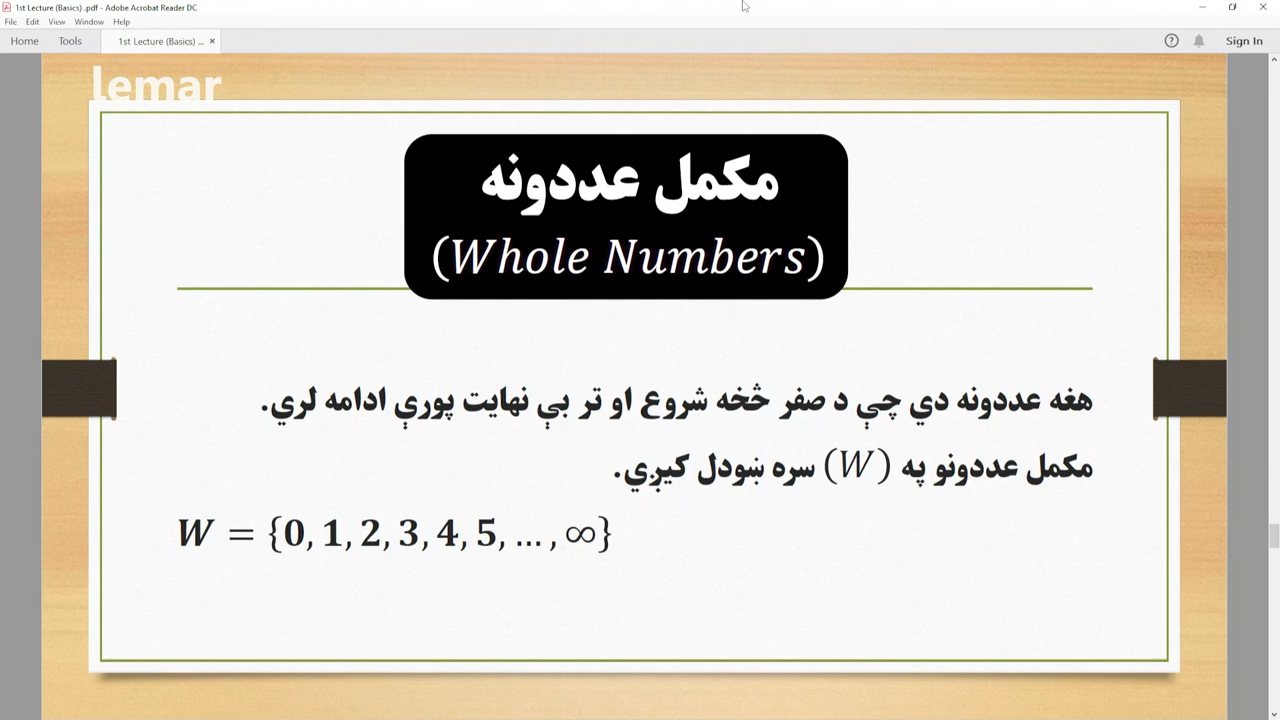 1st Lecture (Basics) .pdf - Adobe Acrobat Reader DC
File Edit View Window Help
Home Tools 1st Lecture (Basics) ... × Sign In
lemar
مکمل عددونه
(Whole Numbers)
هغه عددونه دي چې د صفر څخه شروع او تر بې نهایت پورې ادامه لري.
مکمل عددونو په (W) سره ښودل کیږي.
W = {0, 1, 2, 3, 4, 5, ... , ∞}